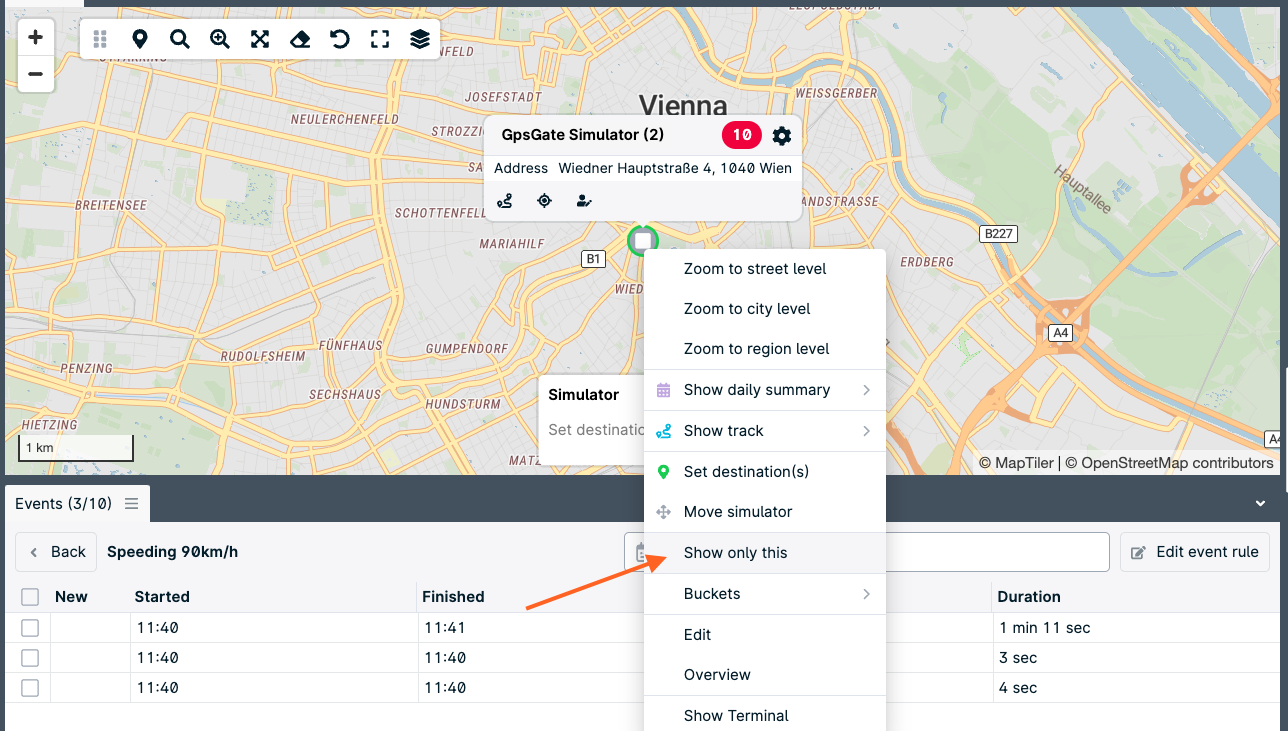 LEOPOLDSTADT
OTTAKRING
JOSEFSTADT
Vienna
WEISSGERBER
NEULERCHENFELD
STROZZI
GpsGate Simulator (2) 10
Address Wiedner Hauptstraße 4, 1040 Wien
Hauptallee
BREITENSEE
SCHOTTENFEL
ANDSTRASSE
B227
MARIAHILF
B1
ERDBERG
WIED
Zoom to street level
Zoom to city level
Zoom to region level
A4
FÜNFHAUS
GUMPENDORF
RUDOLFSHEIM
PENZING
SECHSHAUS
HUNDSTURM
Simulator
Show daily summary
HIETZING
Set destinatio
Show track
1 km
MATZ
A4
© MapTiler | © OpenStreetMap contributors
Set destination(s)
Events (3/10)
Move simulator
Back
Speeding 90km/h
Show only this
Edit event rule
New Started Finished Duration
Buckets
11:40 11:41 1 min 11 sec
Edit
11:40 11:40 3 sec
Overview
11:40 11:40 4 sec
Show Terminal